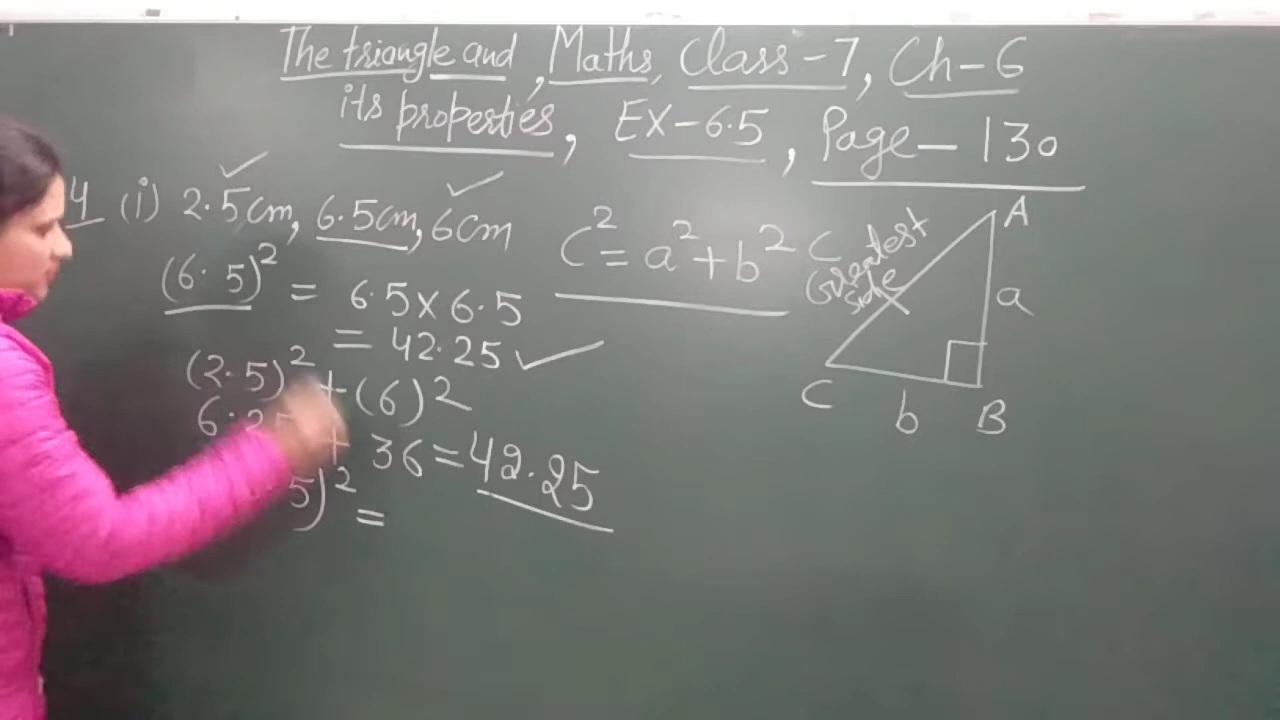 The triangle and, Maths, Class-7, Ch-6
its properties, EX-6.5, Page-130
4 (i) 2.5cm, 6.5cm, 6cm
(6.5)² = 6.5x6.5
= 42.25
(2.5)² + (6)²
+ 36 = 42.25
5)² =
C² = a² + b²
C
Greatest
side
A
a
C
b
B